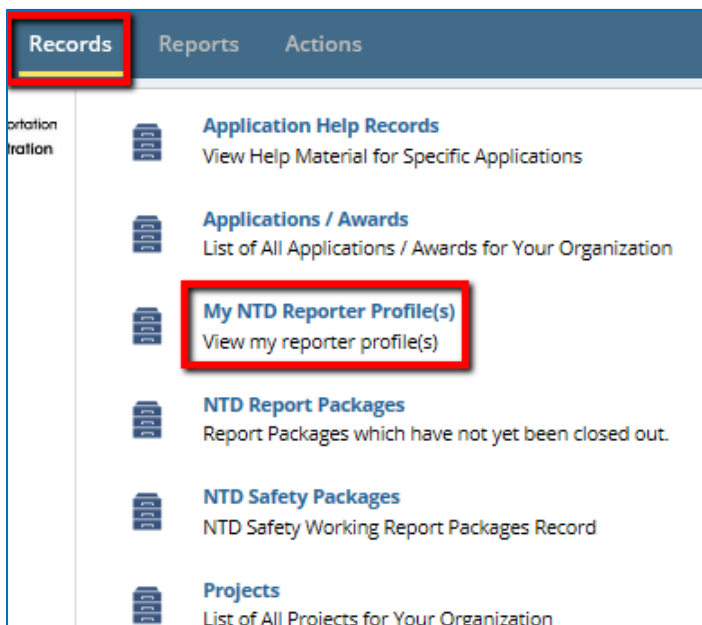 Records Reports Actions
ortation
tration
Application Help Records
View Help Material for Specific Applications
Applications / Awards
List of All Applications / Awards for Your Organization
My NTD Reporter Profile(s)
View my reporter profile(s)
NTD Report Packages
Report Packages which have not yet been closed out.
NTD Safety Packages
NTD Safety Working Report Packages Record
Projects
List of All Projects for Your Organization